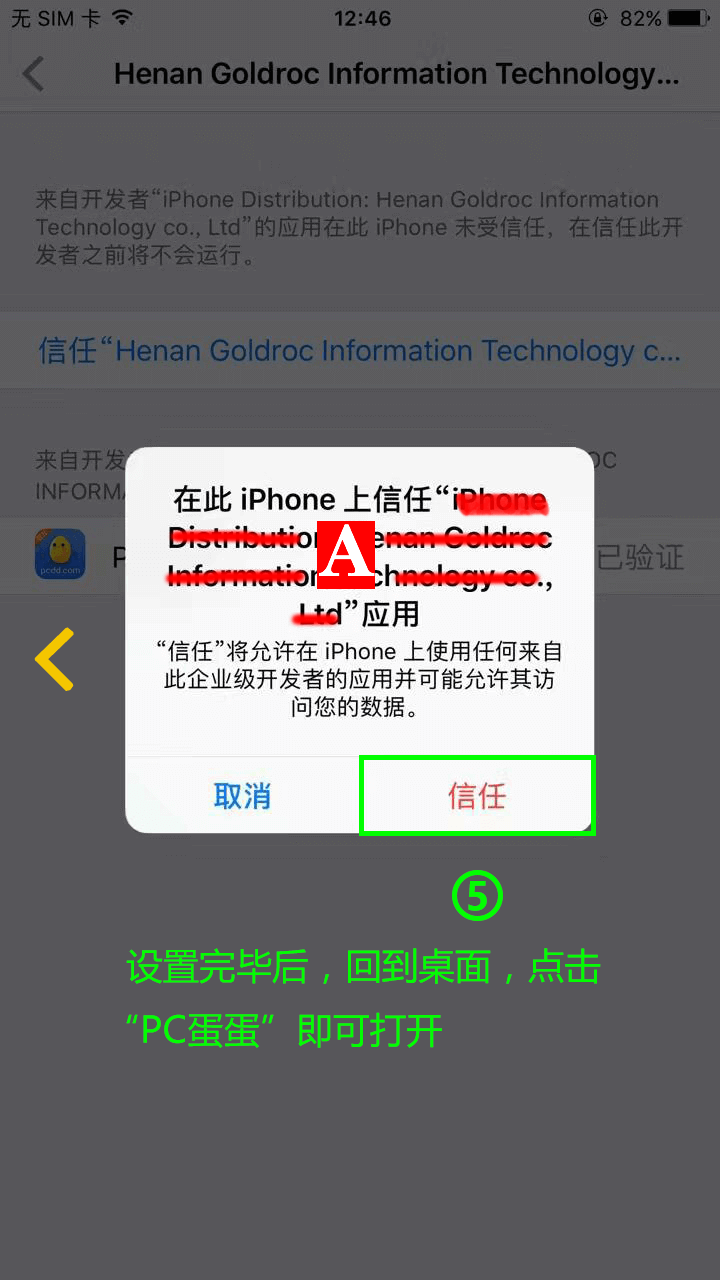 无 SIM 卡
12:46
82%
Henan Goldroc Information Technology...
来自开发者“iPhone Distribution: Henan Goldroc Information
Technology co., Ltd”的应用在此 iPhone 未受信任，在信任此开
发者之前将不会运行。
信任“Henan Goldroc Information Technology c...
来自开发
OC
INFORM
在此 iPhone 上信任“iPhone
Distribution Henan Goldroc
Information chnology co.,
Ltd”应用
A
pcdd.com
P
已验证
“信任”将允许在 iPhone 上使用任何来自
此企业级开发者的应用并可能允许其访
问您的数据。
取消
信任
⑤
设置完毕后，回到桌面，点击
“PC蛋蛋”即可打开